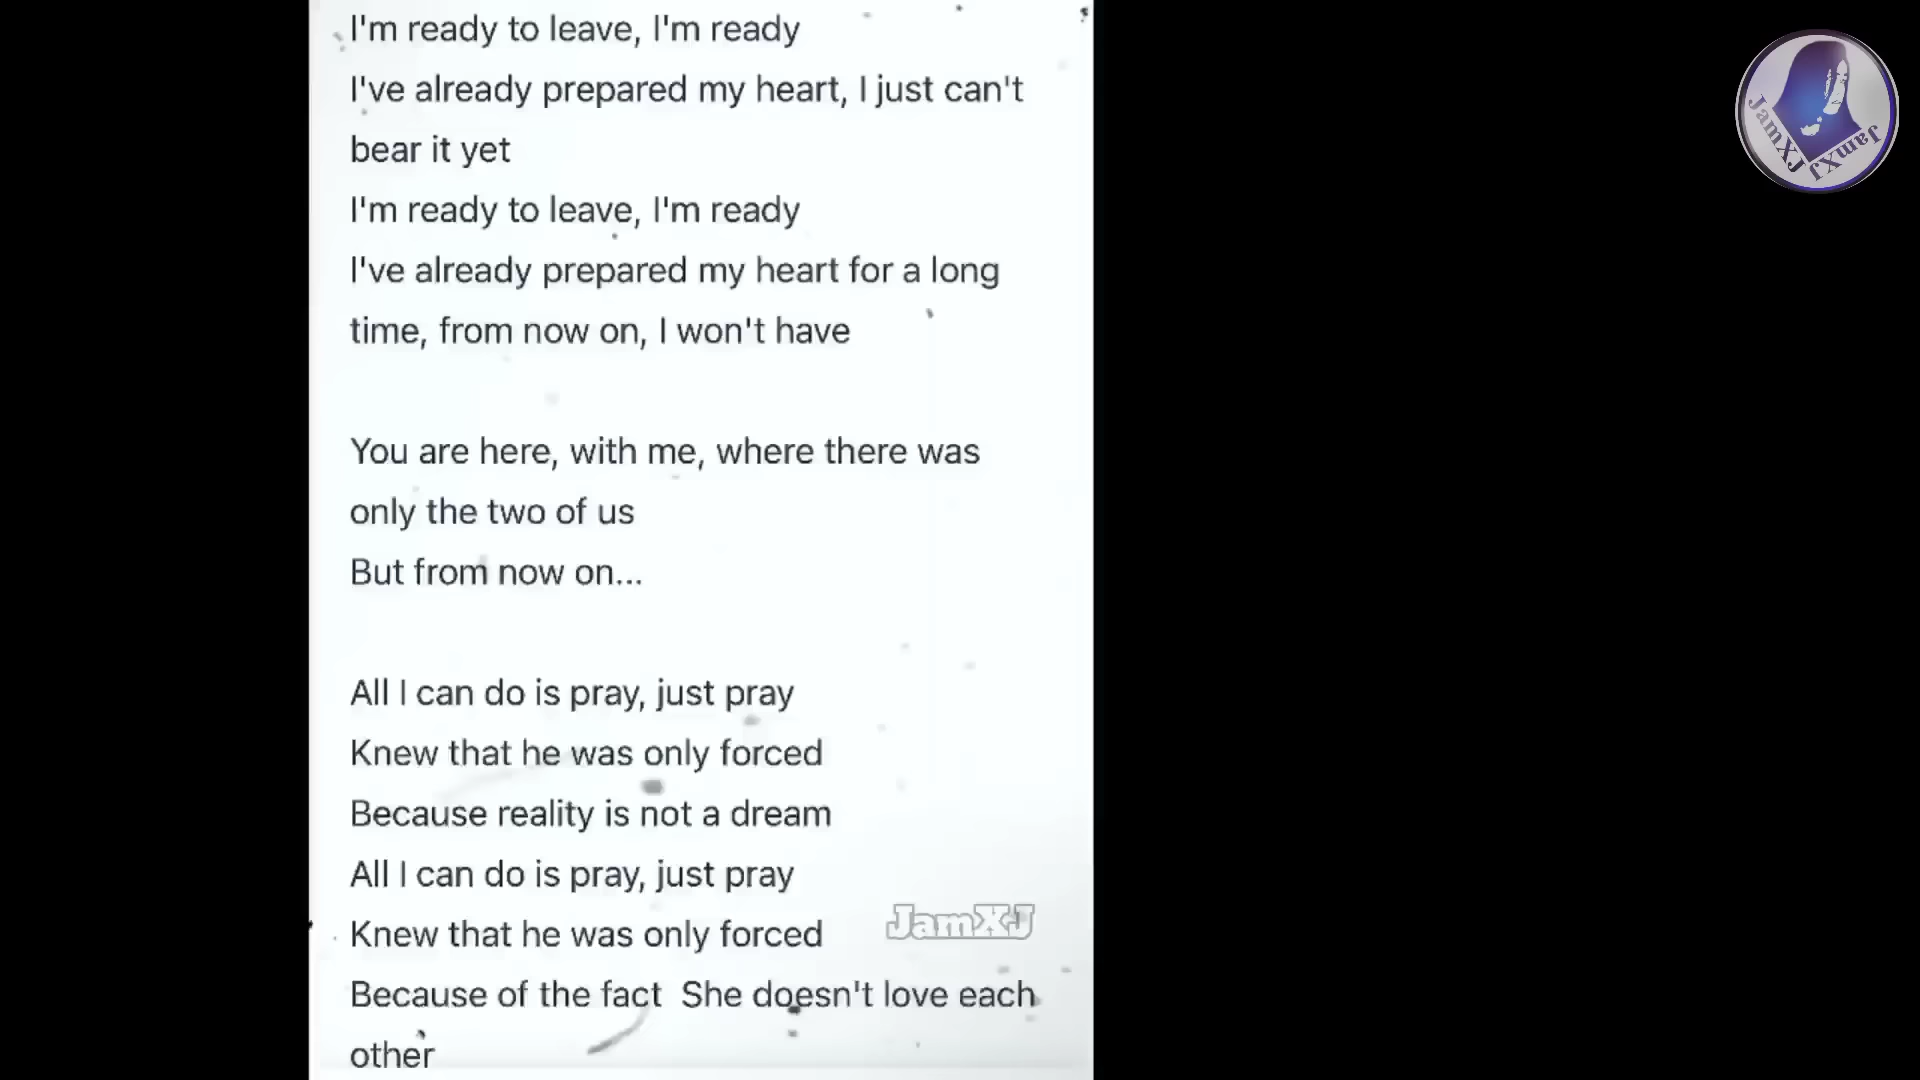 I'm ready to leave, I'm ready
I've already prepared my heart, I just can't
bear it yet
I'm ready to leave, I'm ready
I've already prepared my heart for a long
time, from now on, I won't have
You are here, with me, where there was
only the two of us
But from now on...
All I can do is pray, just pray
Knew that he was only forced
Because reality is not a dream
All I can do is pray, just pray
Knew that he was only forced
Because of the fact  She doesn't love each
other
JamXJ
JamXJ
JamXJ